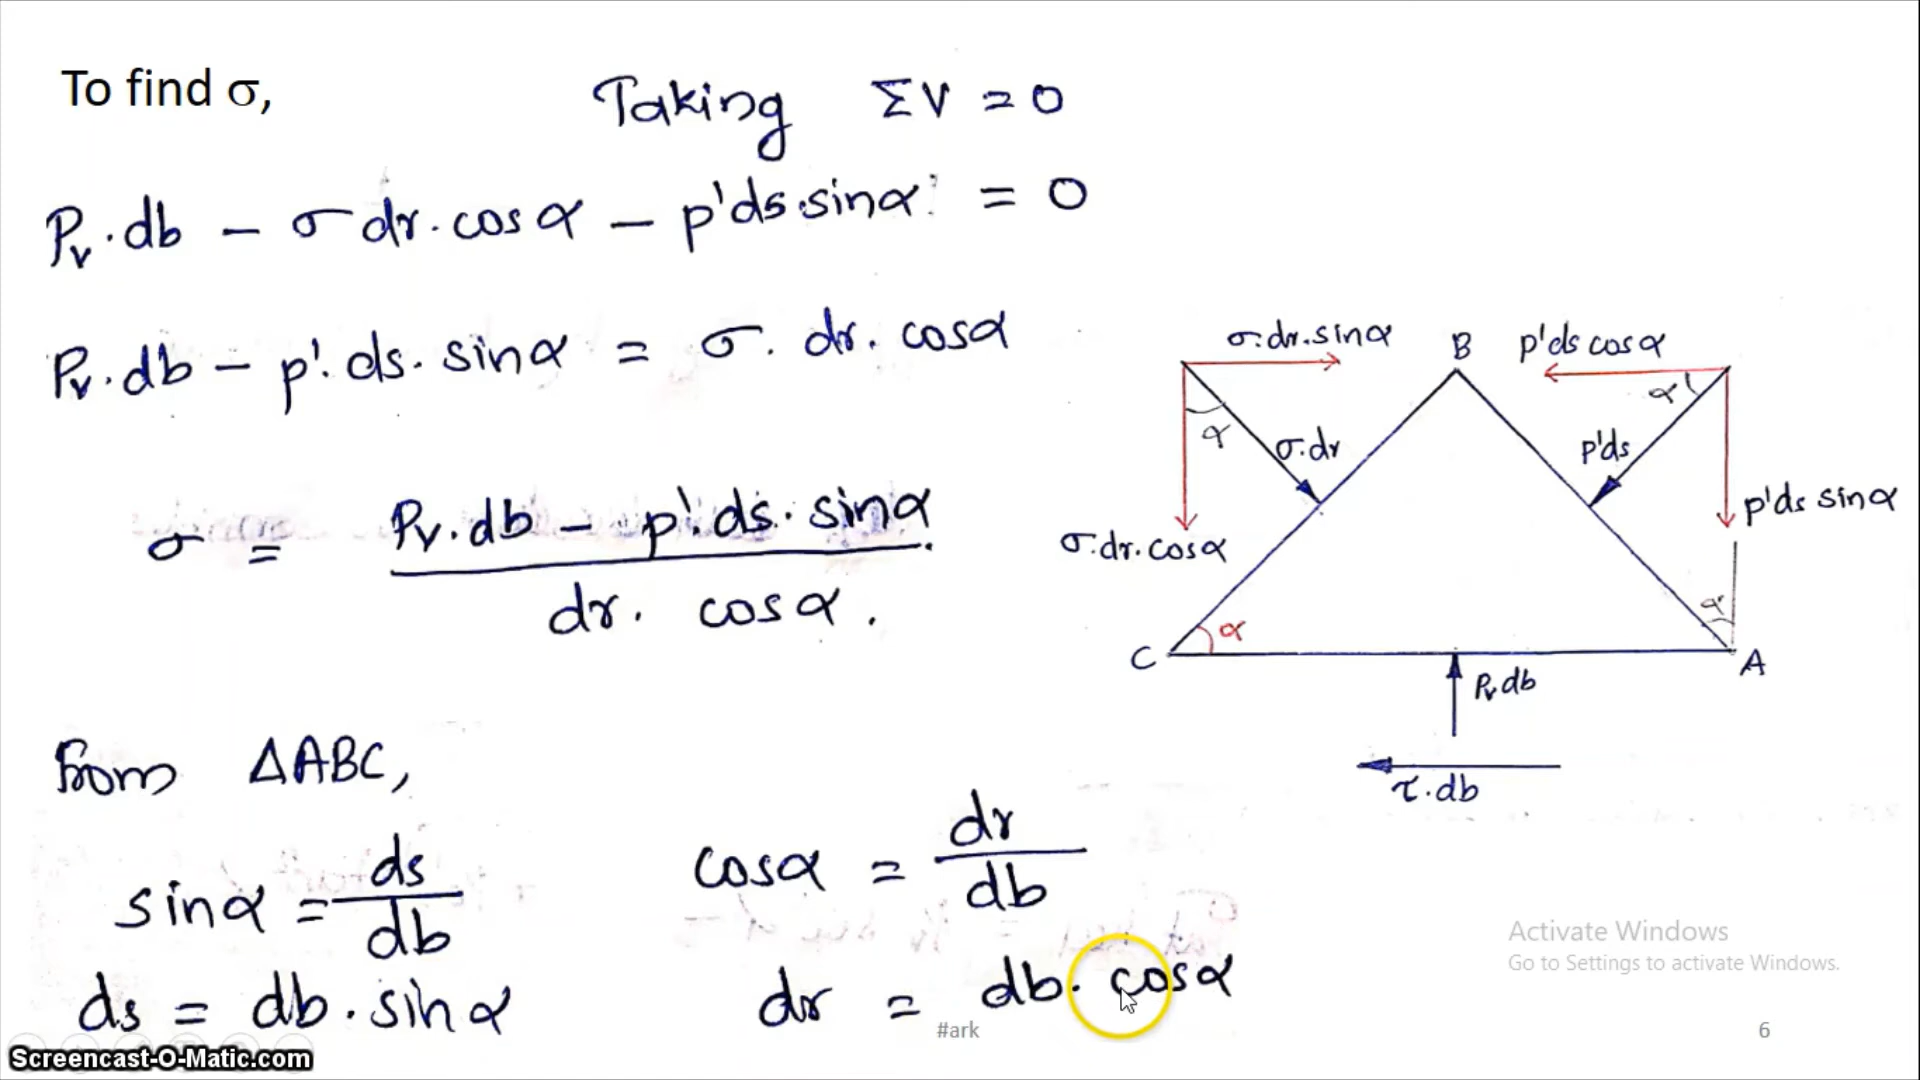 To find σ,
Taking ΣV = 0
Pv.db - σ dr.cosα - p'ds.sinα = 0
Pv.db - p'.ds.sinα = σ.dr.cosα
σ = Pv.db - p'.ds.sinα / dr. cosα.
From ΔABC,
sinα = ds/db
cosα = dr/db
ds = db.sinα
dr = db.cosα
σ.dr.sinα
B
p'ds cosα
α
α
σ.dr
p'ds
p'ds sinα
σ.dr.cosα
α
α
C
A
Pv db
τ.db
Activate Windows
Go to Settings to activate Windows.
#ark
6
Screencast-O-Matic.com